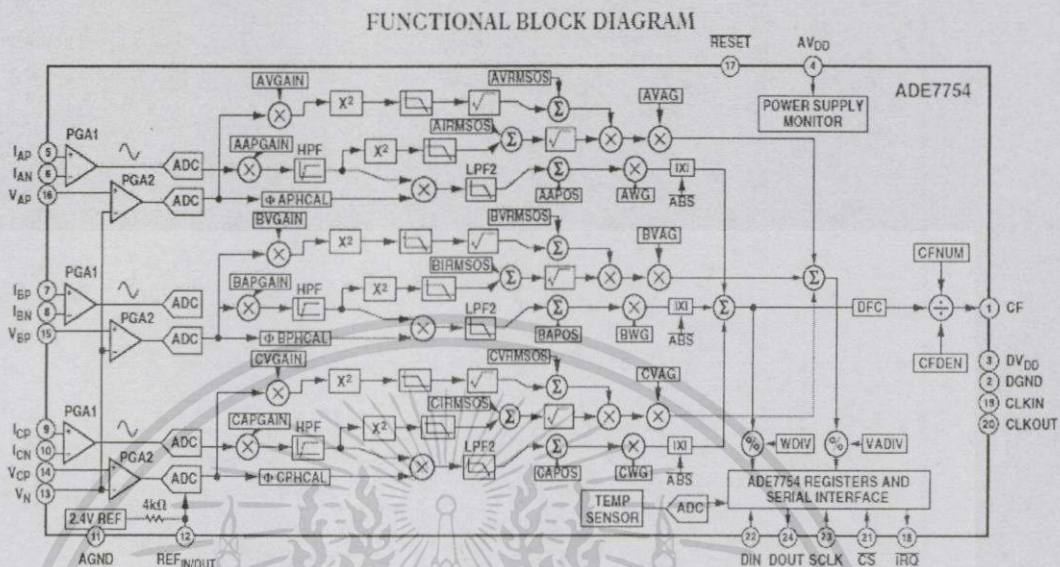 FUNCTIONAL BLOCK DIAGRAM
RESET AVDD
17 4
ADE7754
POWER SUPPLY
MONITOR
AVGAIN
X²
AVRMSOS
Σ
AVAG
PGA1
IAP 5
IAN 6
VAP 16
PGA2
ADC
ADC
AAPGAIN
HPF
X²
AIRMSOS
Σ
Φ APHCAL
LPF2
Σ
AAPOS
AWG
|X|
ABS
BVGAIN
X²
BVRMSOS
Σ
BVAG
PGA1
IBP 7
IBN 8
VBP 15
PGA2
ADC
ADC
BAPGAIN
HPF
X²
BIRMSOS
Σ
Φ BPHCAL
LPF2
Σ
BAPOS
BWG
|X|
ABS
Σ
Σ
DFC
CFNUM
÷
CFDEN
1 CF
3 DVDD
2 DGND
19 CLKIN
20 CLKOUT
CVGAIN
X²
CVRMSOS
Σ
CVAG
PGA1
ICP 9
ICN 10
VCP 14
VN 13
PGA2
ADC
ADC
CAPGAIN
HPF
X²
CIRMSOS
Σ
Φ CPHCAL
LPF2
Σ
CAPOS
CWG
|X|
ABS
% WDIV
% VADIV
ADE7754 REGISTERS AND
SERIAL INTERFACE
TEMP
SENSOR
ADC
2.4V REF
4kΩ
11 12
AGND REFIN/OUT
22 24 23 21 18
DIN DOUT SCLK CS IRQ